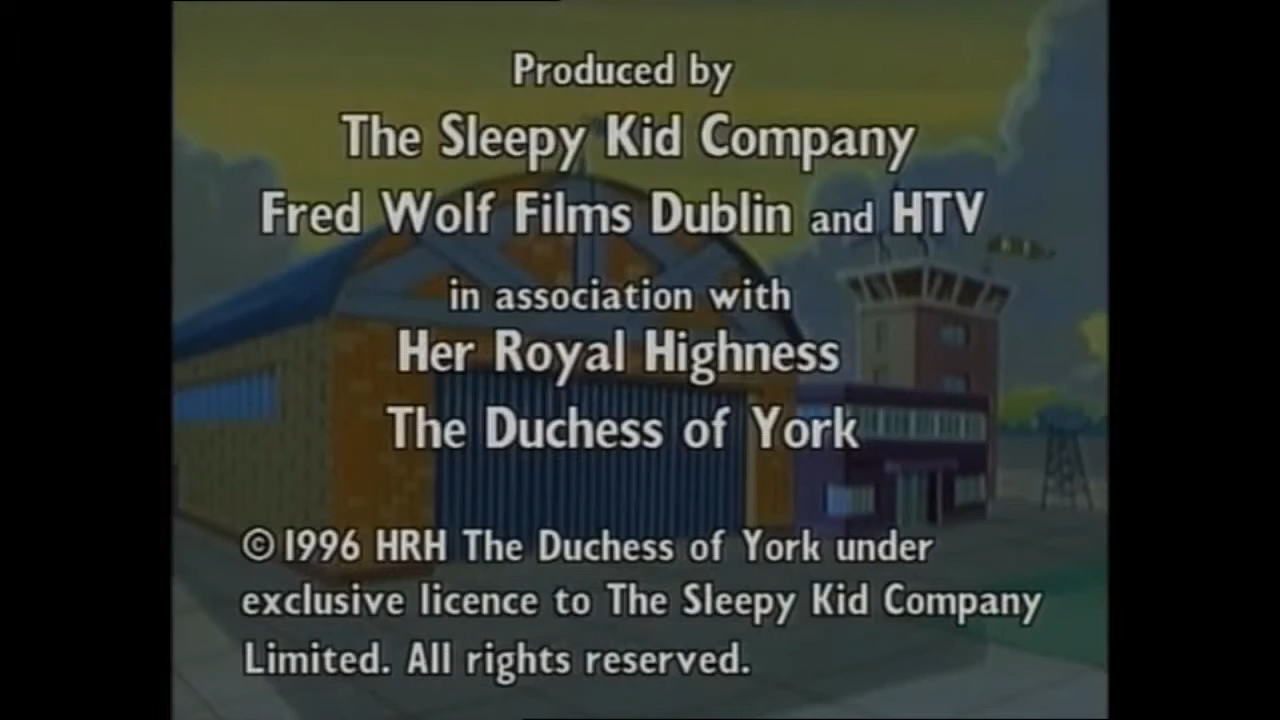 Produced by
The Sleepy Kid Company
Fred Wolf Films Dublin and HTV
in association with
Her Royal Highness
The Duchess of York
©1996 HRH The Duchess of York under
exclusive licence to The Sleepy Kid Company
Limited. All rights reserved.